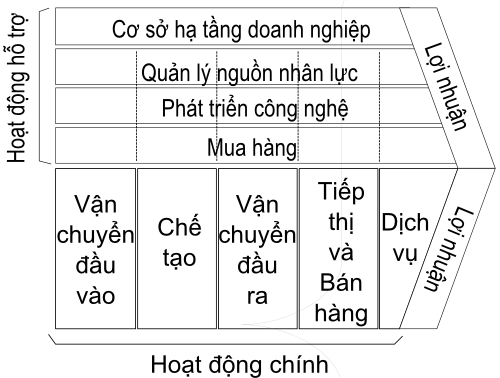 Hoạt động hỗ trợ
Cơ sở hạ tầng doanh nghiệp
Quản lý nguồn nhân lực
Phát triển công nghệ
Mua hàng
Lợi nhuận
Vận
chuyển
đầu
vào
Chế
tạo
Vận
chuyển
đầu
ra
Tiếp
thị
và
Bán
hàng
Dịch
vụ
Lợi nhuận
Hoạt động chính